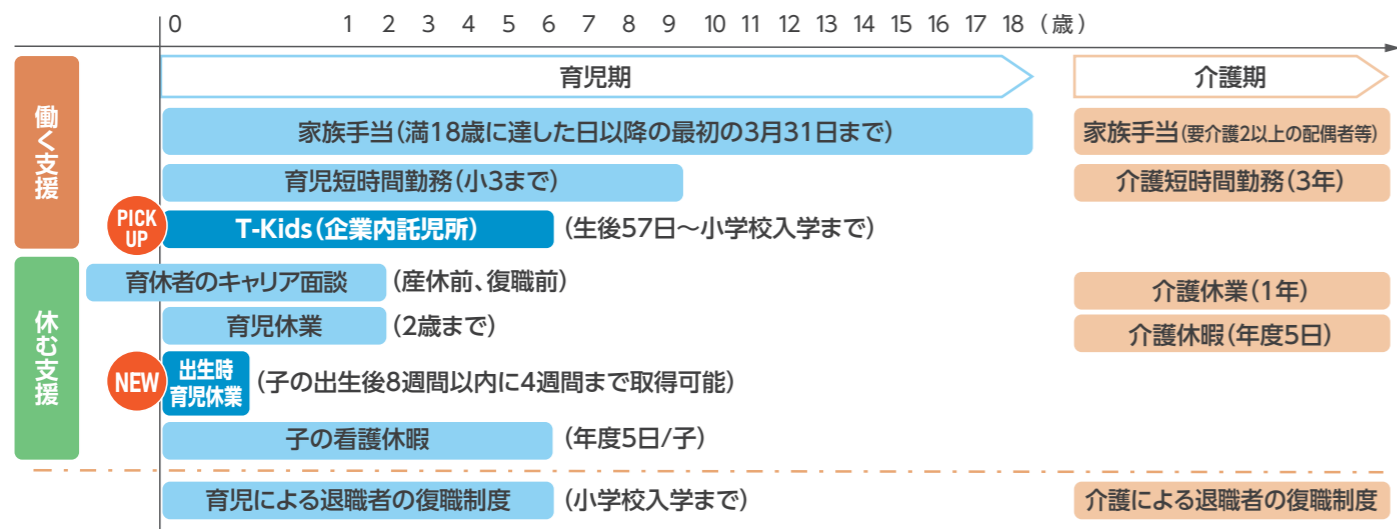 0 1 2 3 4 5 6 7 8 9 10 11 12 13 14 15 16 17 18 (歳)
働く支援
育児期
介護期
家族手当(満18歳に達した日以降の最初の3月31日まで)
家族手当(要介護2以上の配偶者等)
育児短時間勤務(小3まで)
介護短時間勤務(3年)
PICK
UP
T-Kids(企業内託児所)
(生後57日〜小学校入学まで)
休む支援
育休者のキャリア面談
(産休前、復職前)
介護休業(1年)
育児休業
(2歳まで)
介護休暇(年度5日)
NEW
出生時
育児休業
(子の出生後8週間以内に4週間まで取得可能)
子の看護休暇
(年度5日/子)
育児による退職者の復職制度
(小学校入学まで)
介護による退職者の復職制度